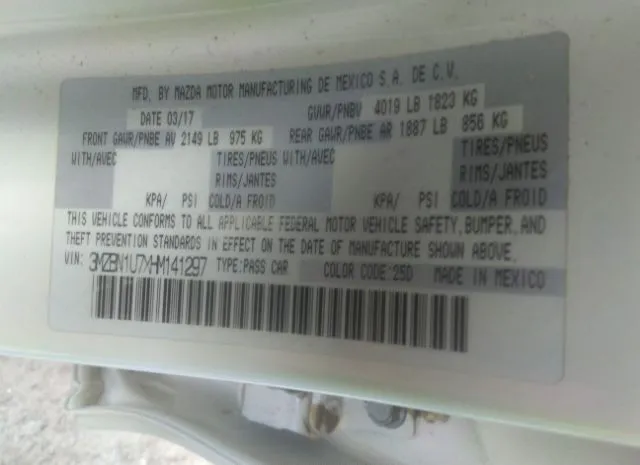 MFD. BY MAZDA MOTOR MANUFACTURING DE MEXICO S.A. DE C.V.
DATE 03/17 GVWR/PNBV 4019 LB 1823 KG
FRONT GAWR/PNBE AV 2149 LB 975 KG REAR GAWR/PNBE AR 1887 LB 856 KG
WITH/AVEC TIRES/PNEUS WITH/AVEC TIRES/PNEUS
RIMS/JANTES RIMS/JANTES
KPA/ PSI COLD/A FROID KPA/ PSI COLD/A FROID
THIS VEHICLE CONFORMS TO ALL APPLICABLE FEDERAL MOTOR VEHICLE SAFETY, BUMPER, AND
THEFT PREVENTION STANDARDS IN EFFECT ON THE DATE OF MANUFACTURE SHOWN ABOVE.
VIN: 3MZBN1U7XHM141297 TYPE:PASS CAR COLOR CODE:25D MADE IN MEXICO